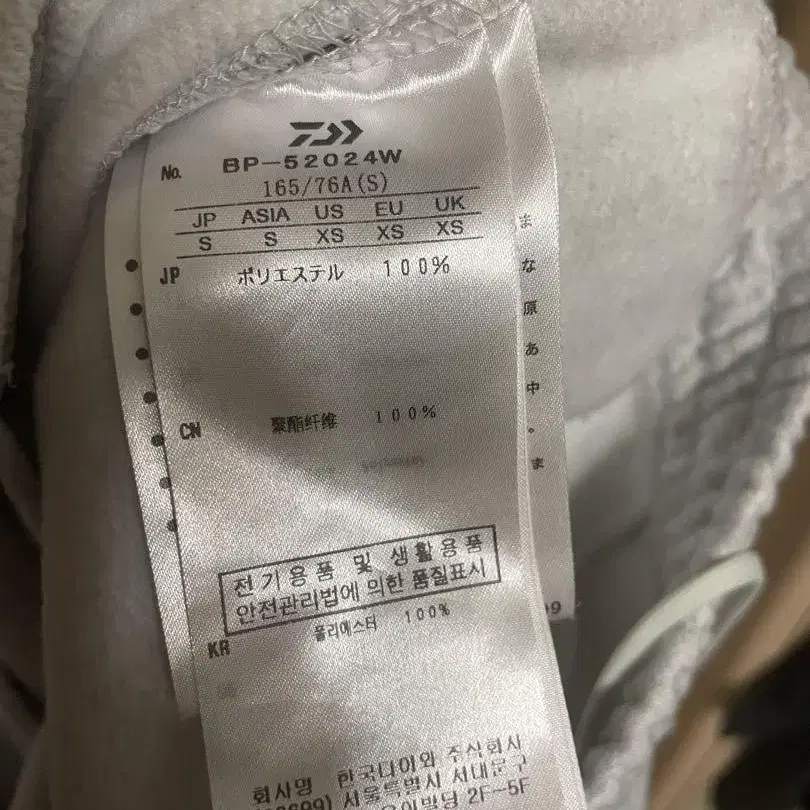 No. BP-52024W
165/76A(S)
JP ASIA US EU UK
S S XS XS XS
JP ポリエステル 100%
CN 聚酯纤维 100%
전기용품 및 생활용품
안전관리법에 의한 품질표시
KR 폴리에스터 100%
회사명 한국다이와 주식회사
서울특별시 서대문구
2F~5F
ま
な
原
あ
中
。
ま